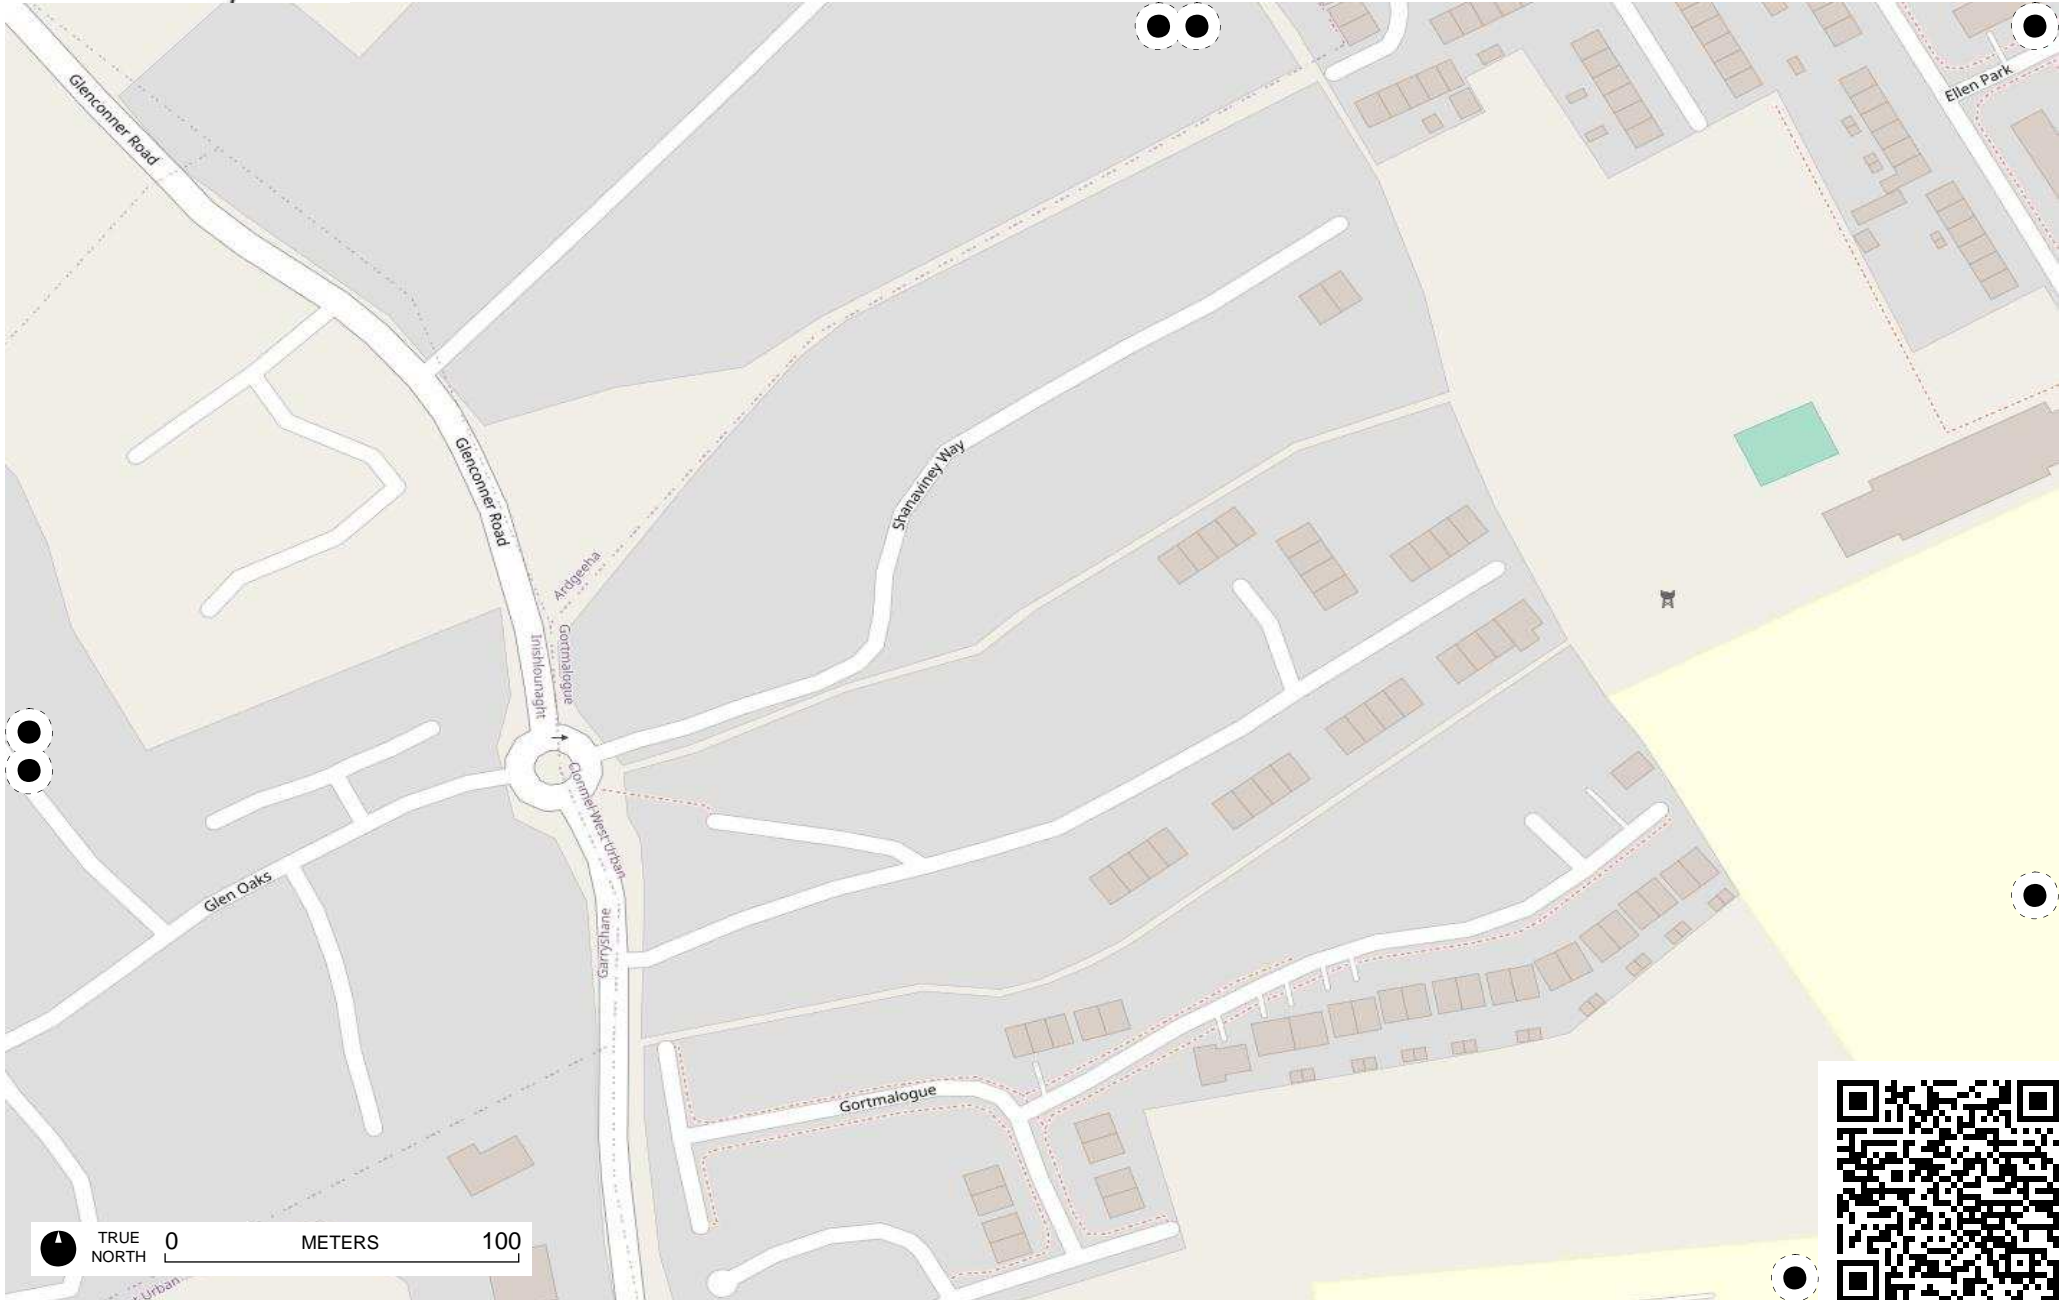 Ellen Park
Glenconner Road
Glenconner Road
Shanaviney Way
Ardgeeha
Gortmalogue
Inishlounaght
Clonmel West Urban
Glen Oaks
Garryshane
Gortmalogue
TRUE NORTH
0 METERS 100
t Urban